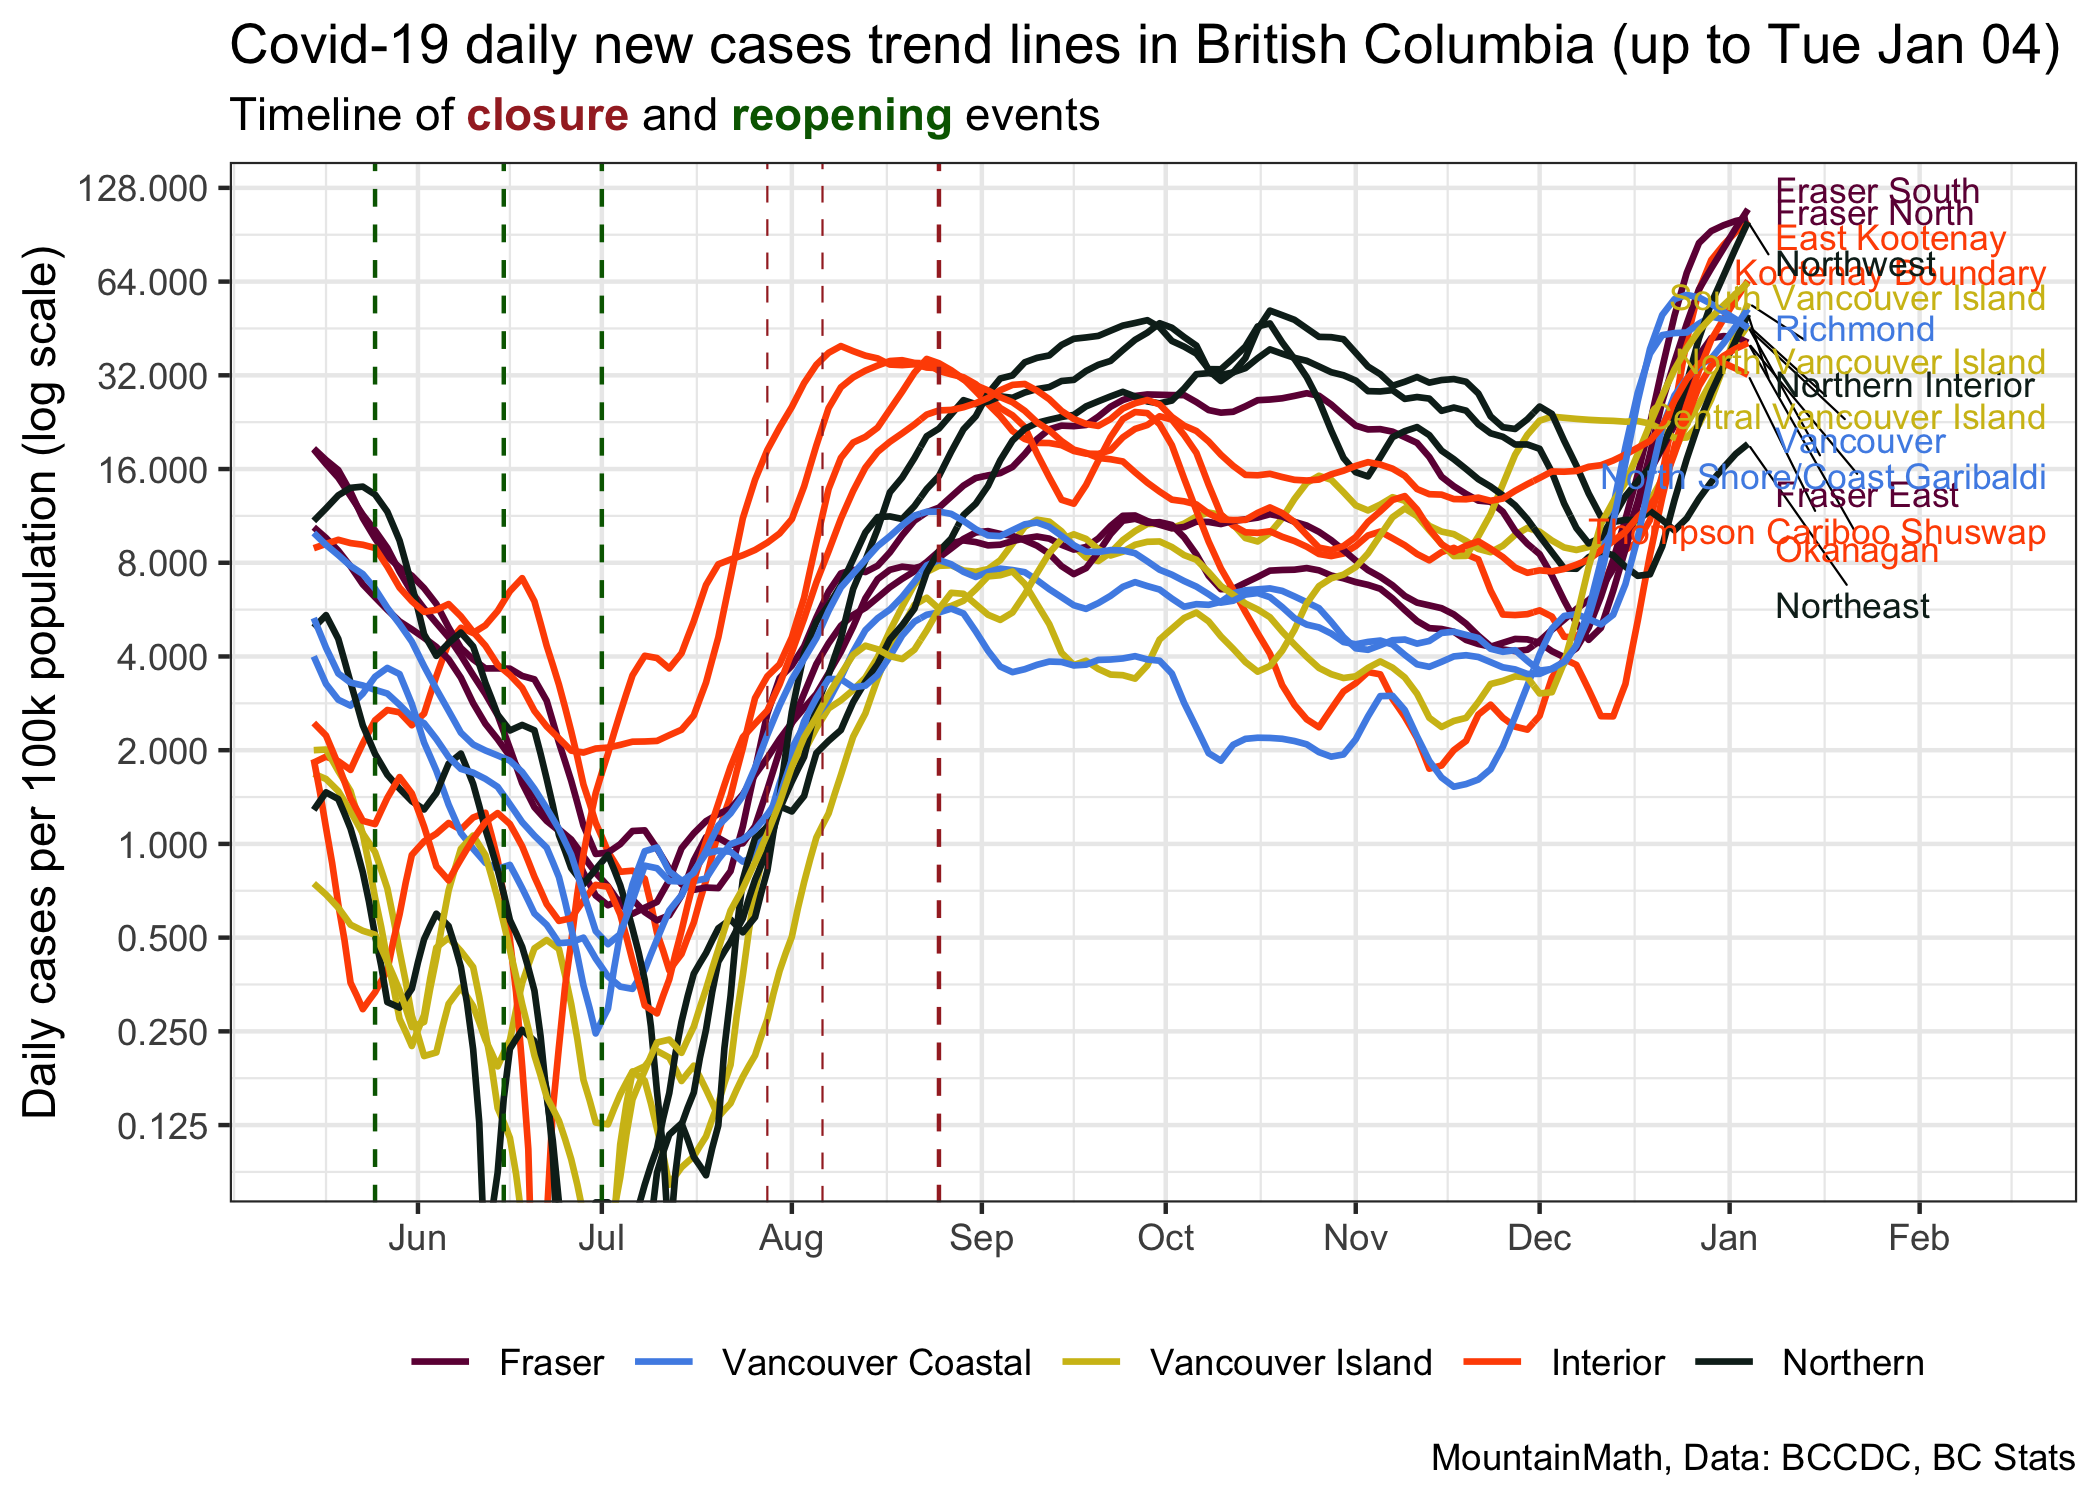 Covid-19 daily new cases trend lines in British Columbia (up to Tue Jan 04)
Timeline of closure and reopening events
Daily cases per 100k population (log scale)
128.000
64.000
32.000
16.000
8.000
4.000
2.000
1.000
0.500
0.250
0.125
Fraser South
Fraser North
East Kootenay
Northwest
Kootenay Boundary
South Vancouver Island
Richmond
North Vancouver Island
Northern Interior
Central Vancouver Island
Vancouver
North Shore/Coast Garibaldi
Fraser East
Thompson Cariboo Shuswap
Okanagan
Northeast
Jun Jul Aug Sep Oct Nov Dec Jan Feb
Fraser Vancouver Coastal Vancouver Island Interior Northern
MountainMath, Data: BCCDC, BC Stats